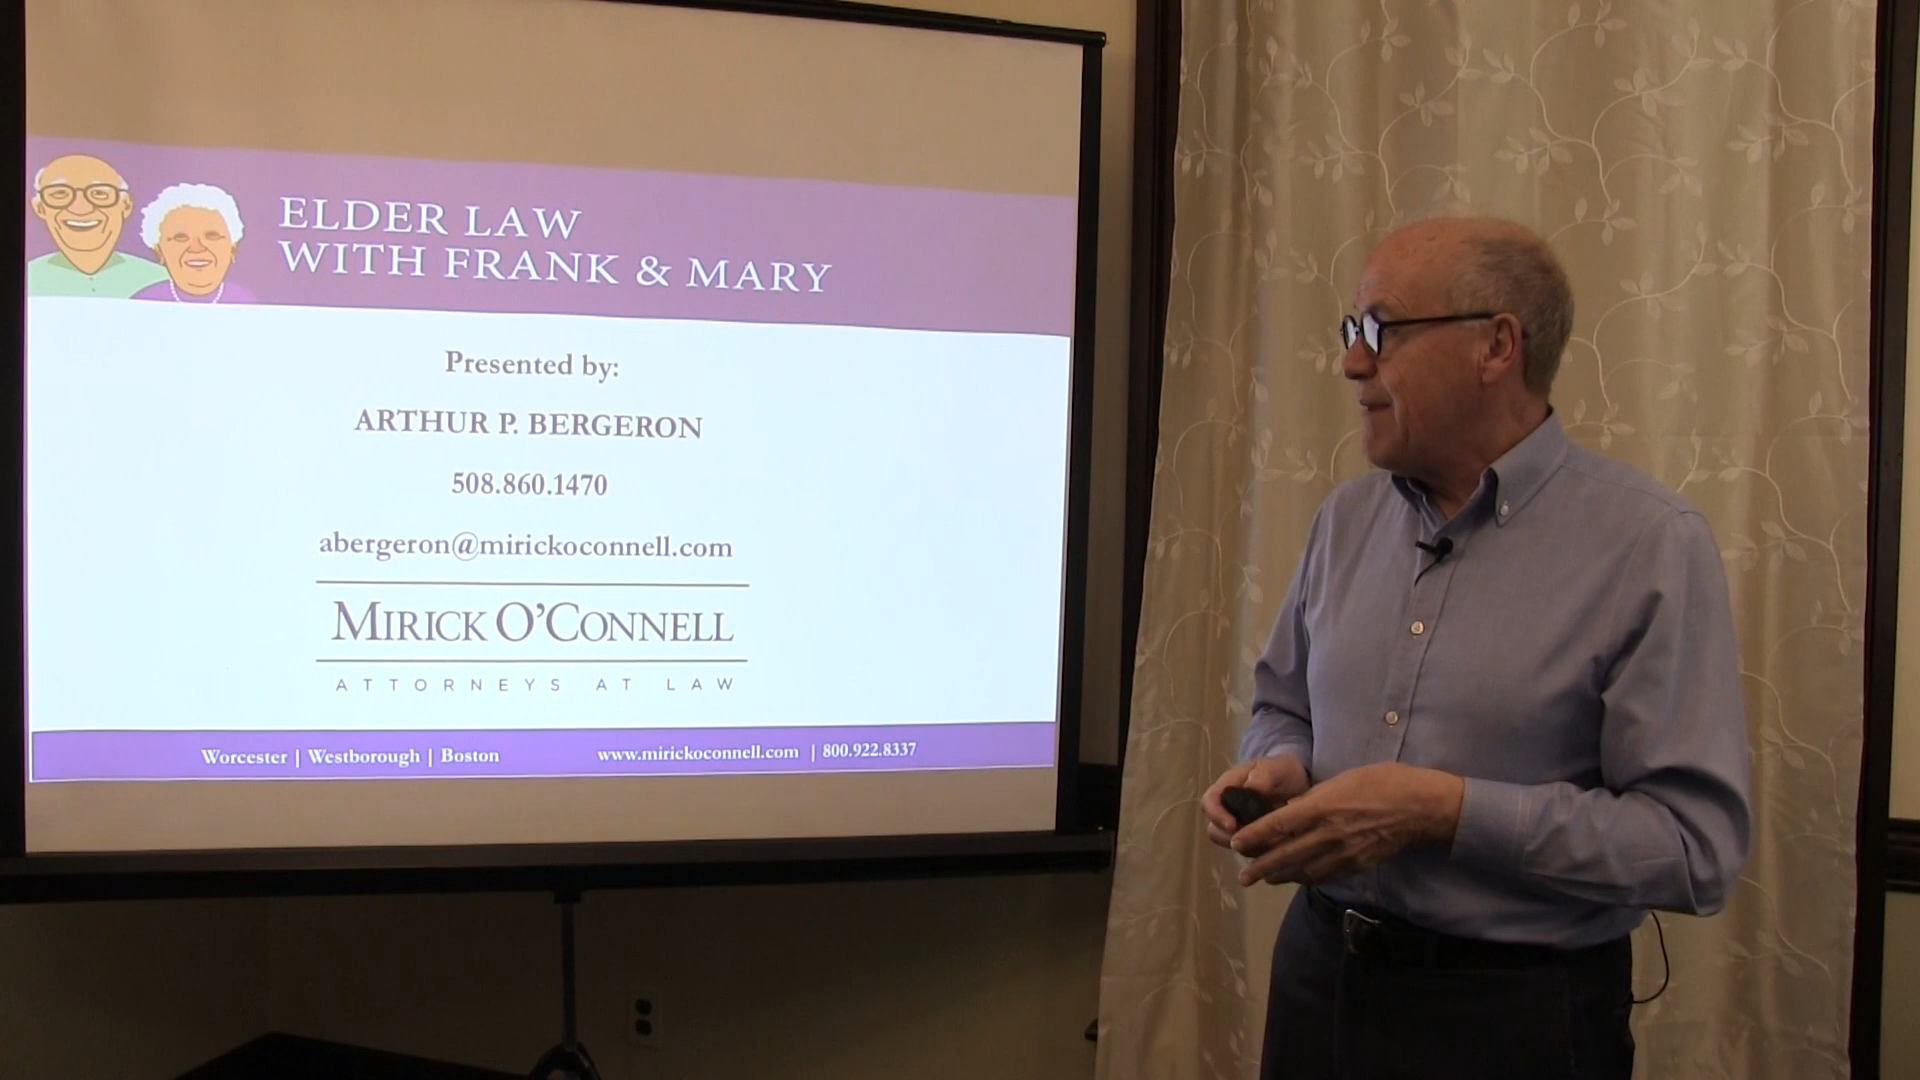 ELDER LAW
WITH FRANK & MARY
Presented by:
ARTHUR P. BERGERON
508.860.1470
abergeron@mirickoconnell.com
MIRICK O'CONNELL
ATTORNEYS AT LAW
Worcester | Westborough | Boston www.mirickoconnell.com | 800.922.8337